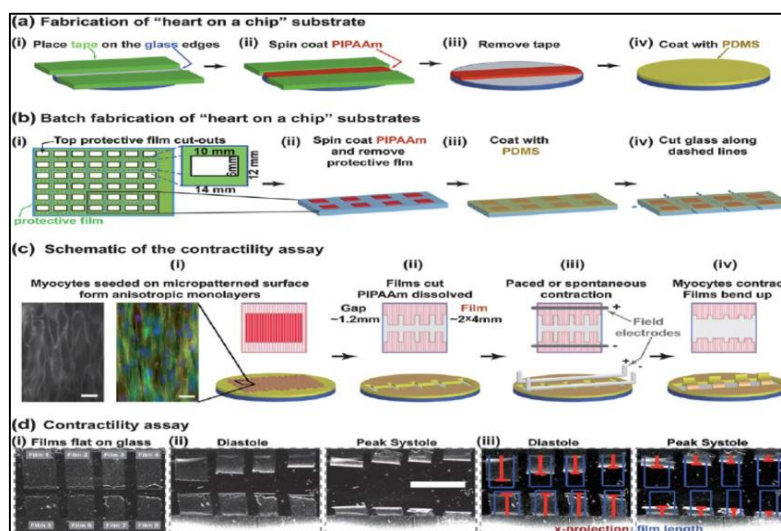 (a) Fabrication of “heart on a chip” substrate
(i) Place tape on the glass edges
(ii) Spin coat PIPAAm
(iii) Remove tape
(iv) Coat with PDMS
(b) Batch fabrication of “heart on a chip” substrates
(i) Top protective film cut-outs
10 mm
6mm
12 mm
14 mm
protective film
(ii) Spin coat PIPAAm
and remove
protective film
(iii) Coat with
PDMS
(iv) Cut glass along
dashed lines
(c) Schematic of the contractility assay
(i)
Myocytes seeded on micropatterned surface
form anisotropic monolayers
(ii)
Films cut
PIPAAm dissolved
Gap
~1.2mm
Film
~2x4mm
(iii)
Paced or spontaneous
contraction
+
-
Field
electrodes
+
-
(iv)
Myocytes contract
Films bend up
(d) Contractility assay
(i) Films flat on glass
Film 1 Film 2 Film 3 Film 4
Film 5 Film 6 Film 7 Film 8
(ii) Diastole
Peak Systole
(iii) Diastole
Peak Systole
x-projection; film length